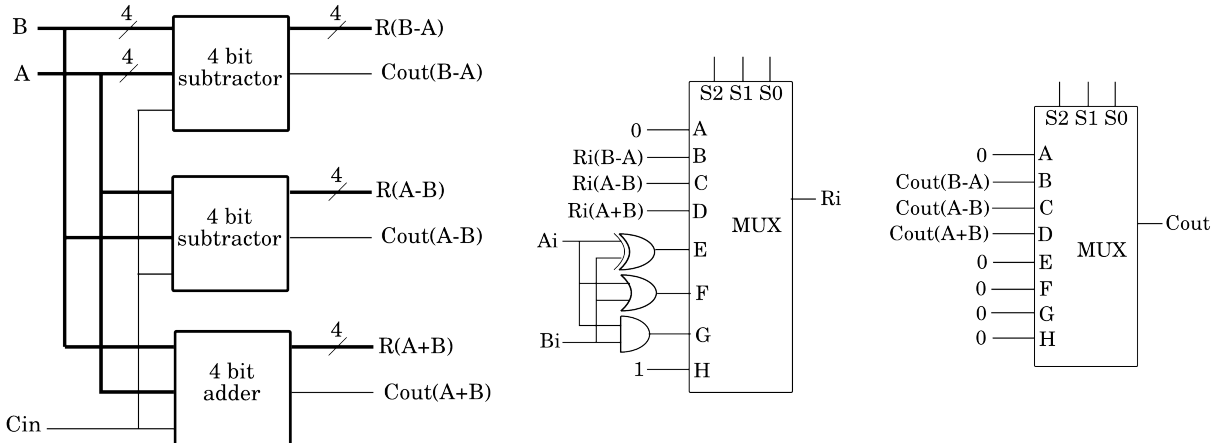 B
4
4
R(B-A)
A
4
4 bit
subtractor
Cout(B-A)
4
R(A-B)
4 bit
subtractor
Cout(A-B)
4
R(A+B)
4 bit
adder
Cout(A+B)
Cin
S2 S1 S0
0
A
Ri(B-A)
B
Ri(A-B)
C
Ri(A+B)
D
Ai
E
F
Bi
G
1
H
MUX
Ri
S2 S1 S0
0
A
Cout(B-A)
B
Cout(A-B)
C
Cout(A+B)
D
0
E
0
F
0
G
0
H
MUX
Cout